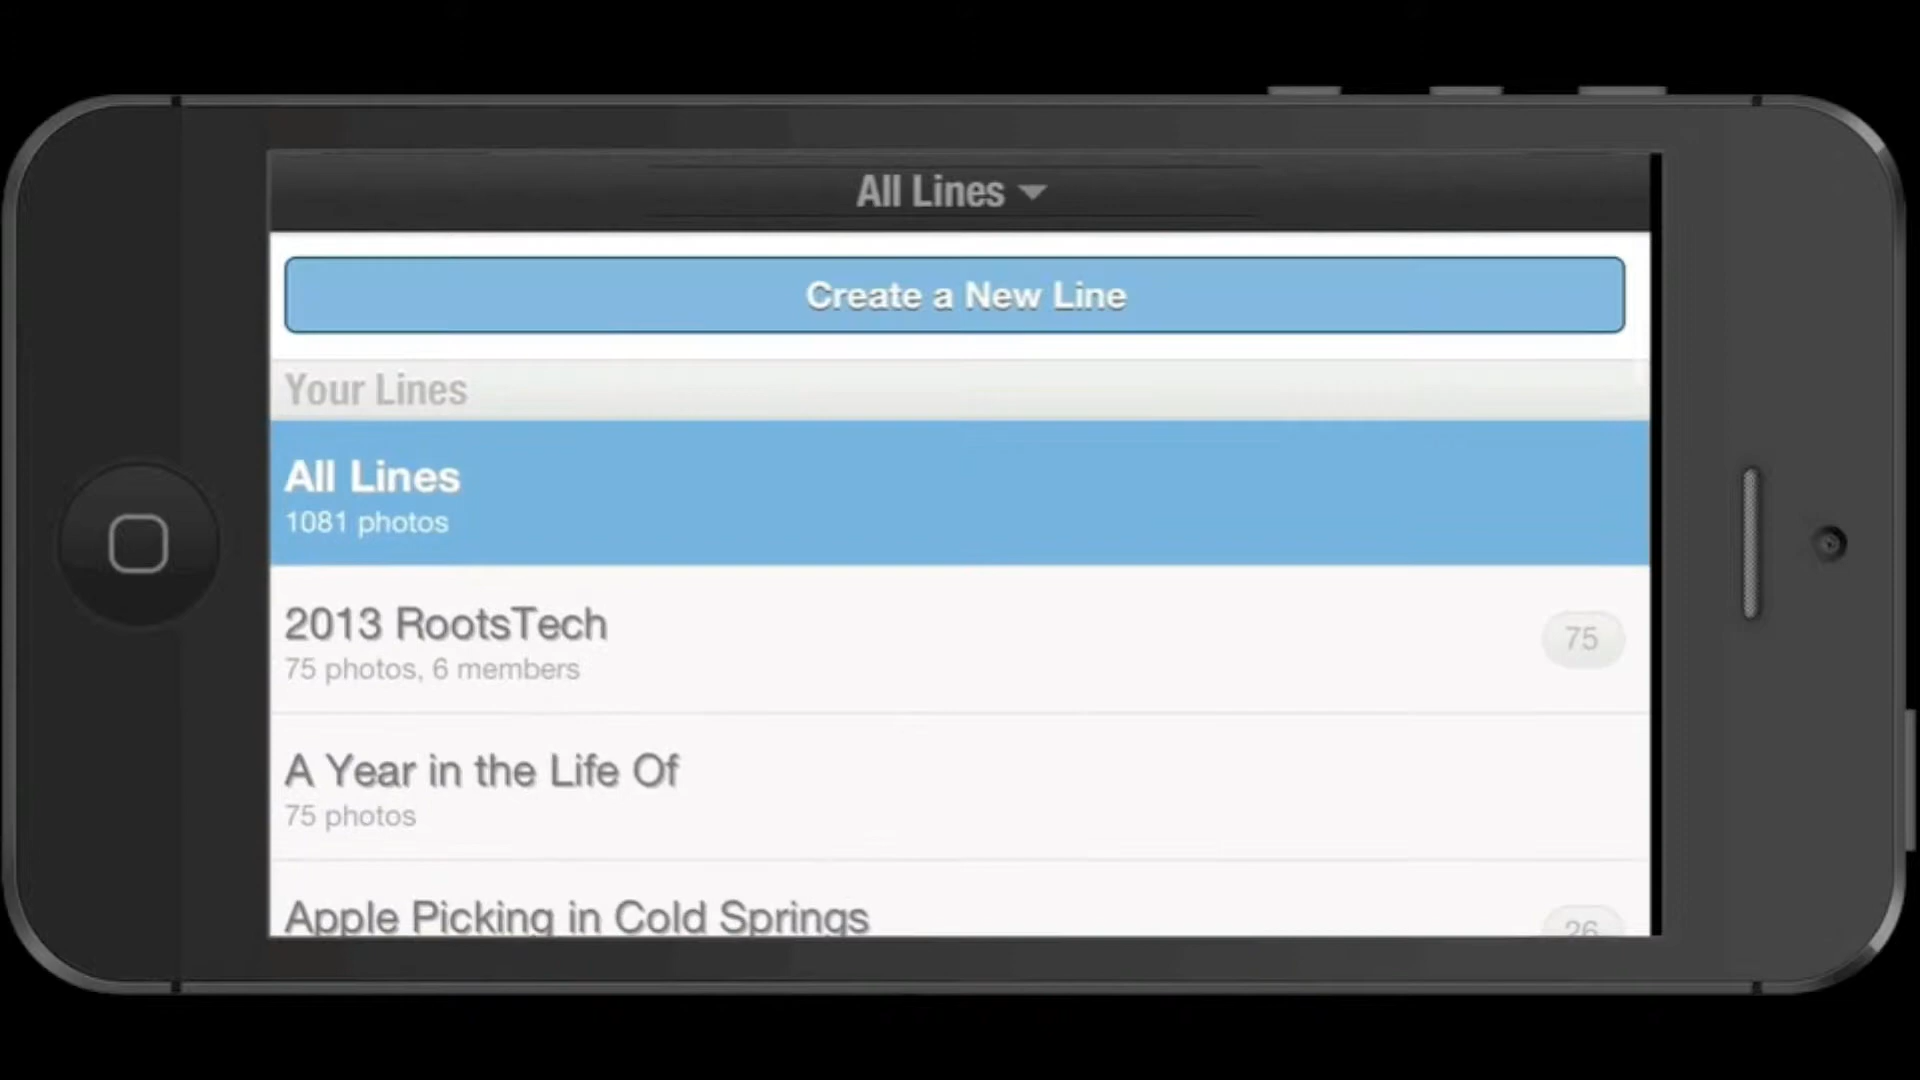 All Lines
Create a New Line
Your Lines
All Lines
1081 photos
2013 RootsTech
75 photos, 6 members
75
A Year in the Life Of
75 photos
Apple Picking in Cold Springs
26